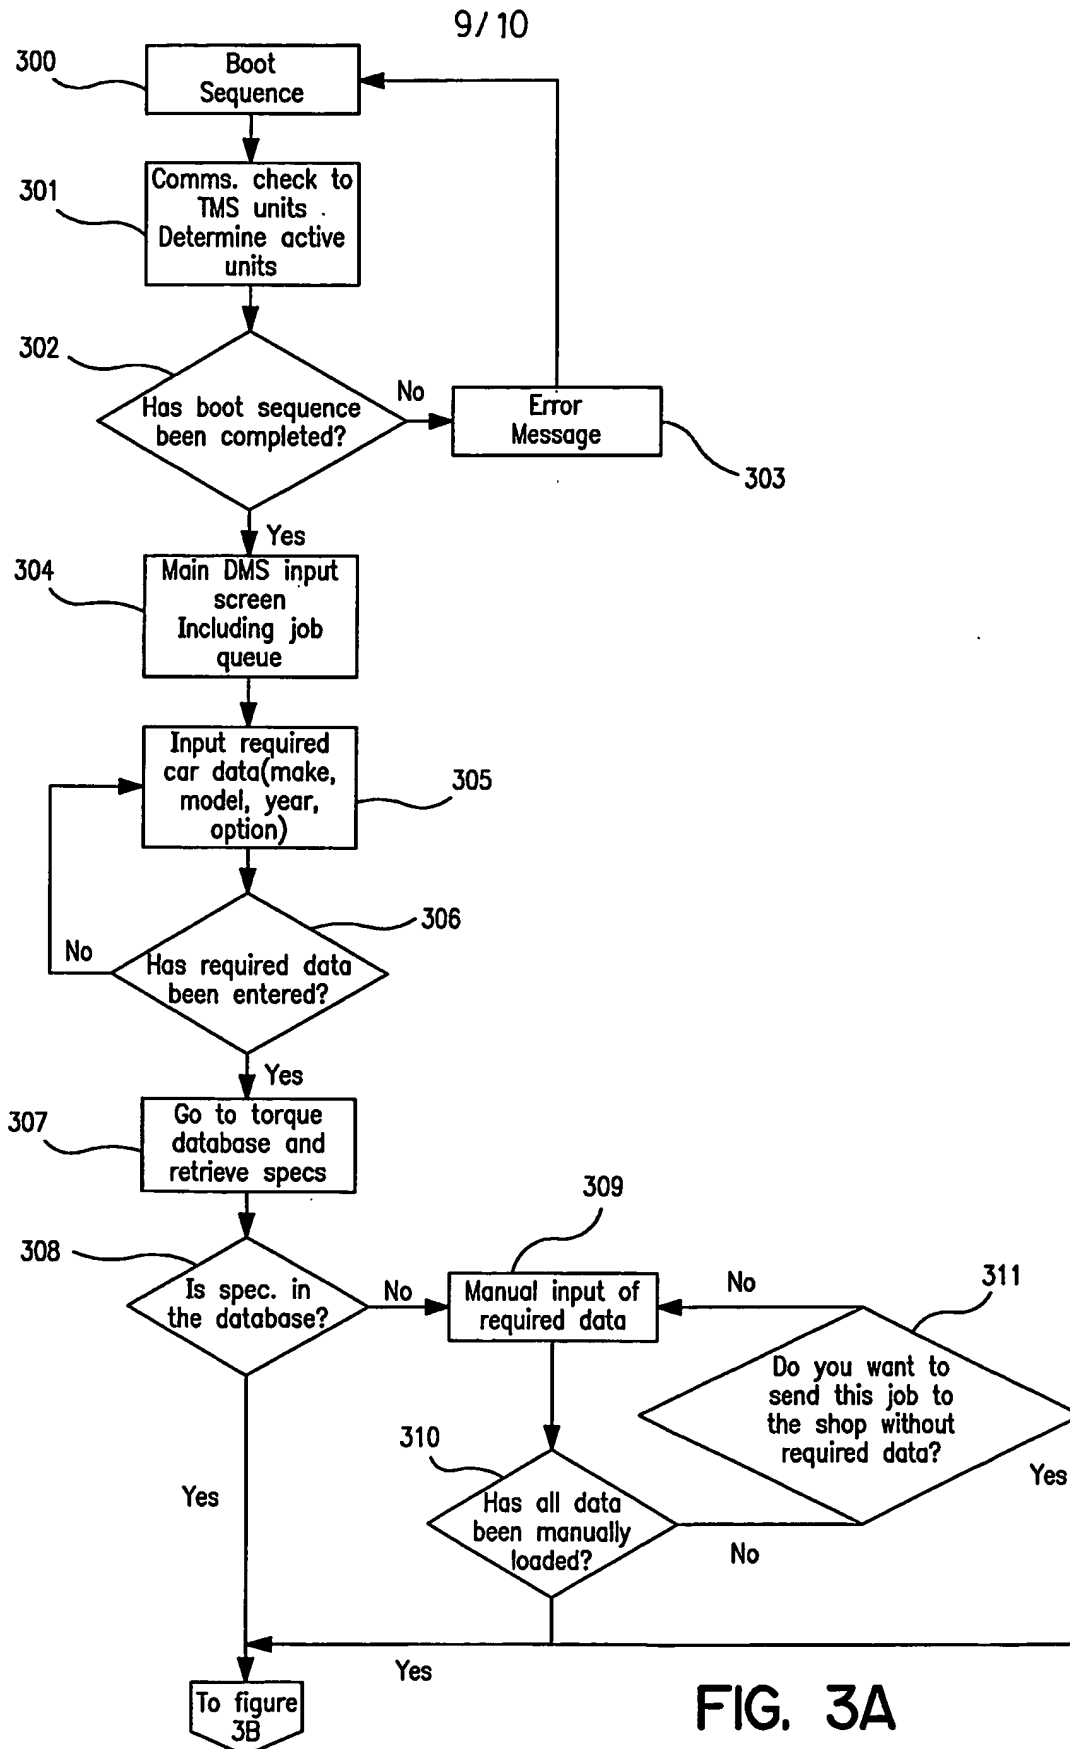 9/10
300
Boot
Sequence
301
Comms. check to
TMS units
Determine active
units
302
Has boot sequence
been completed?
No
Error
Message
303
Yes
304
Main DMS input
screen
Including job
queue
Input required
car data(make,
model, year,
option)
305
306
No
Has required data
been entered?
Yes
307
Go to torque
database and
retrieve specs
308
Is spec. in
the database?
No
309
Manual input of
required data
No
311
Do you want to
send this job to
the shop without
required data?
Yes
310
Has all data
been manually
loaded?
No
Yes
Yes
To figure
3B
FIG. 3A